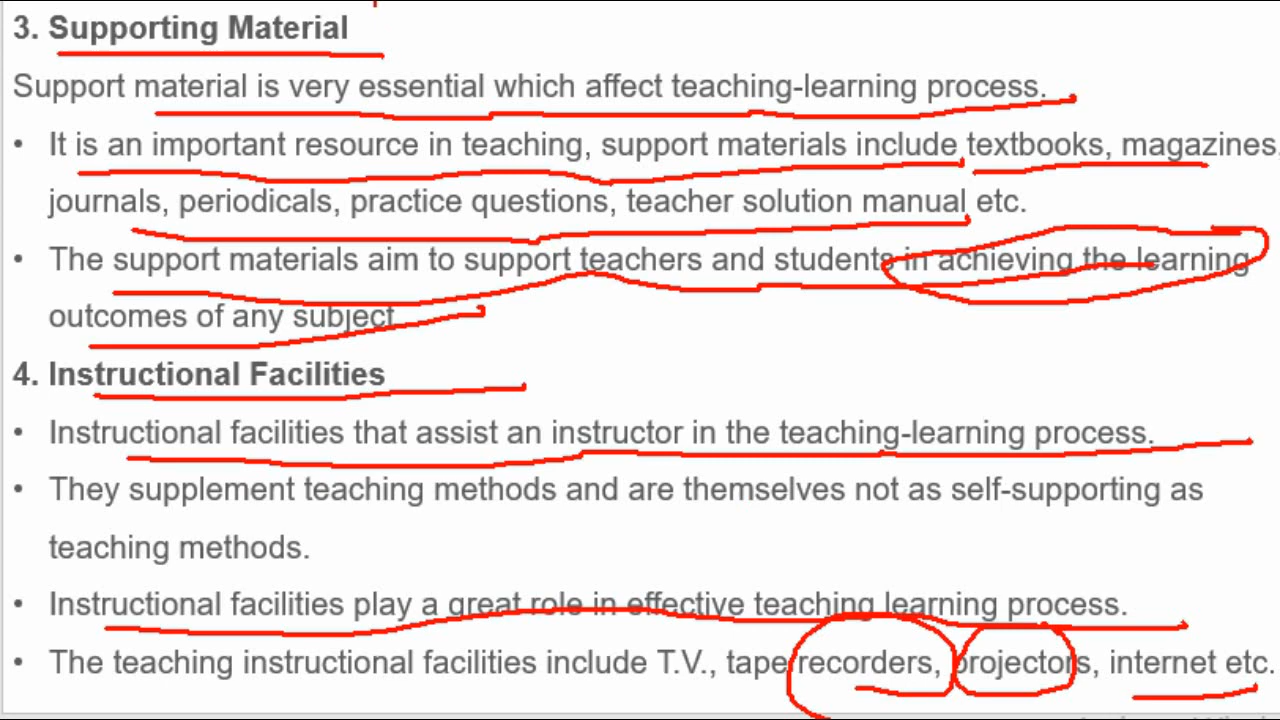 3. Supporting Material
Support material is very essential which affect teaching-learning process.
• It is an important resource in teaching, support materials include textbooks, magazines,
journals, periodicals, practice questions, teacher solution manual etc.
• The support materials aim to support teachers and students in achieving the learning
outcomes of any subject
4. Instructional Facilities
• Instructional facilities that assist an instructor in the teaching-learning process.
• They supplement teaching methods and are themselves not as self-supporting as
teaching methods.
• Instructional facilities play a great role in effective teaching learning process.
• The teaching instructional facilities include T.V., tape recorders, projectors, internet etc.